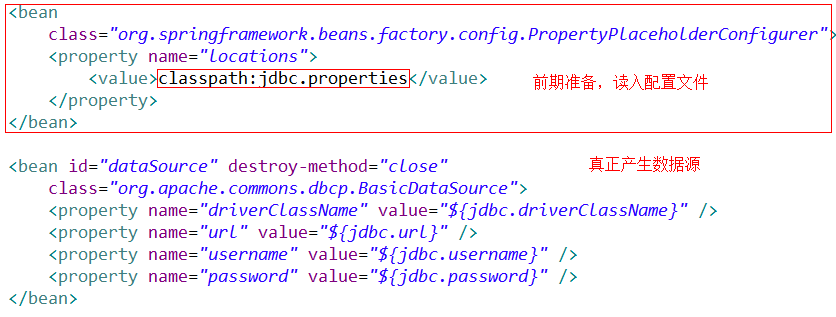 <bean
class="org.springframework.beans.factory.config.PropertyPlaceholderConfigurer">
<property name="locations">
<value>classpath:jdbc.properties</value> 前期准备，读入配置文件
</property>
</bean>
<bean id="dataSource" destroy-method="close" 真正产生数据源
class="org.apache.commons.dbcp.BasicDataSource">
<property name="driverClassName" value="${jdbc.driverClassName}" />
<property name="url" value="${jdbc.url}" />
<property name="username" value="${jdbc.username}" />
<property name="password" value="${jdbc.password}" />
</bean>